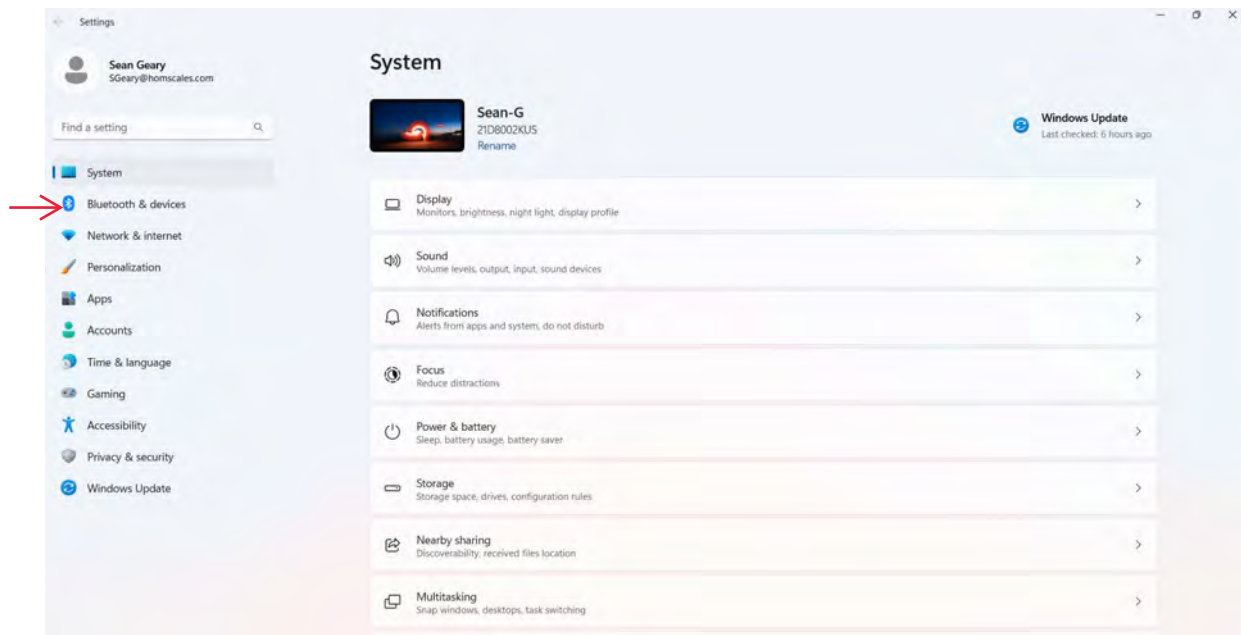 Settings
Sean Geary
SGeary@homscales.com
Find a setting
System
Bluetooth & devices
Network & internet
Personalization
Apps
Accounts
Time & language
Gaming
Accessibility
Privacy & security
Windows Update
System
Sean-G
21D8002KUS
Rename
Windows Update
Last checked: 6 hours ago
Display
Monitors, brightness, night light, display profile
Sound
Volume levels, output, input, sound devices
Notifications
Alerts from apps and system, do not disturb
Focus
Reduce distractions
Power & battery
Sleep, battery usage, battery saver
Storage
Storage space, drives, configuration rules
Nearby sharing
Discoverability, received files location
Multitasking
Snap windows, desktops, task switching